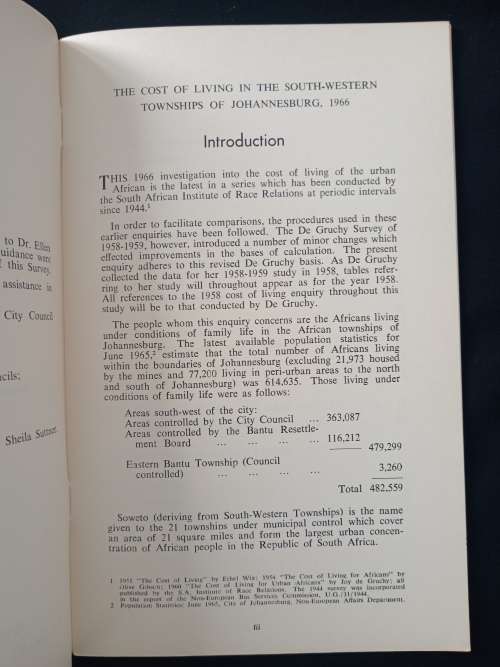 to Dr. Ellen
guidance were
f this Survey.
assistance in
City Council
ncils:
Sheila Suttner.
THE COST OF LIVING IN THE SOUTH-WESTERN
TOWNSHIPS OF JOHANNESBURG, 1966
Introduction
THIS 1966 investigation into the cost of living of the urban
African is the latest in a series which has been conducted by
the South African Institute of Race Relations at periodic intervals
since 1944.¹
In order to facilitate comparisons, the procedures used in these
earlier enquiries have been followed. The De Gruchy Survey of
1958-1959, however, introduced a number of minor changes which
effected improvements in the bases of calculation. The present
enquiry adheres to this revised De Gruchy basis. As De Gruchy
collected the data for her 1958-1959 study in 1958, tables refer-
ring to her study will throughout appear as for the year 1958.
All references to the 1958 cost of living enquiry throughout this
study will be to that conducted by De Gruchy.
The people whom this enquiry concerns are the Africans living
under conditions of family life in the African townships of
Johannesburg. The latest available population statistics for
June 1965,² estimate that the total number of Africans living
within the boundaries of Johannesburg (excluding 21,973 housed
by the mines and 77,200 living in peri-urban areas to the north
and south of Johannesburg) was 614,635. Those living under
conditions of family life were as follows:
Areas south-west of the city:
Areas controlled by the City Council ... 363,087
Areas controlled by the Bantu Resettle-
ment Board ... ... ... ... 116,212
479,299
Eastern Bantu Township (Council
controlled) ... ... ... ... 3,260
Total 482,559
Soweto (deriving from South-Western Townships) is the name
given to the 21 townships under municipal control which cover
an area of 21 square miles and form the largest urban concen-
tration of African people in the Republic of South Africa.
1 1951 "The Cost of Living" by Ethel Wix; 1954 "The Cost of Living for Africans" by
Olive Gibson; 1960 "The Cost of Living for Urban Africans" by Joy de Gruchy; all
published by the S.A. Institute of Race Relations. The 1944 survey was incorporated
in the report of the Non-European Bus Services Commission, U.G./31/1944.
2 Population Statistics: June 1965, City of Johannesburg, Non-European Affairs Department.
iii